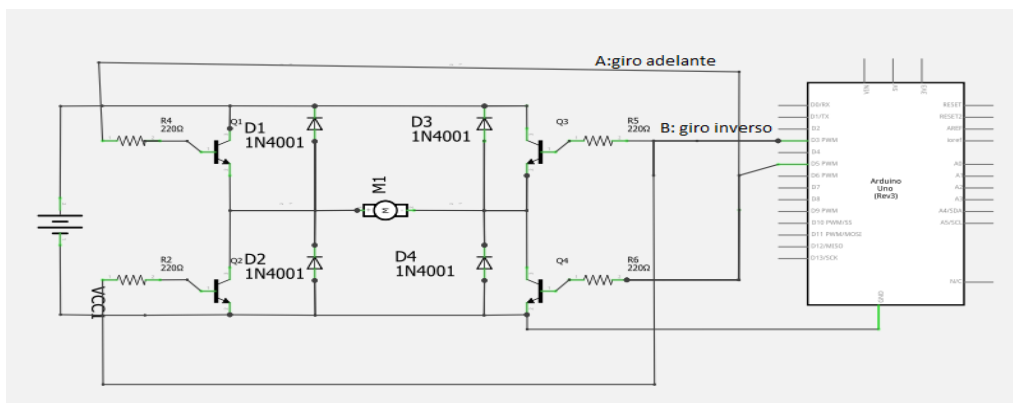 A:giro adelante
B: giro inverso
R4
220Ω
Q1
D1
1N4001
D3
1N4001
Q3
R5
220Ω
M1
M
R2
220Ω
Q2
D2
1N4001
D4
1N4001
Q4
R6
220Ω
VCC1
VIN
5V
3V3
D0/RX
D1/TX
D2
D3 PWM
D4
D5 PWM
D6 PWM
D7
D8
D9 PWM
D10 PWM/SS
D11 PWM/MOSI
D12/MISO
D13/SCK
RESET
RESET2
AREF
ioref
A0
A1
A2
A3
A4/SDA
A5/SCL
N/C
GND
Arduino
Uno
(Rev3)